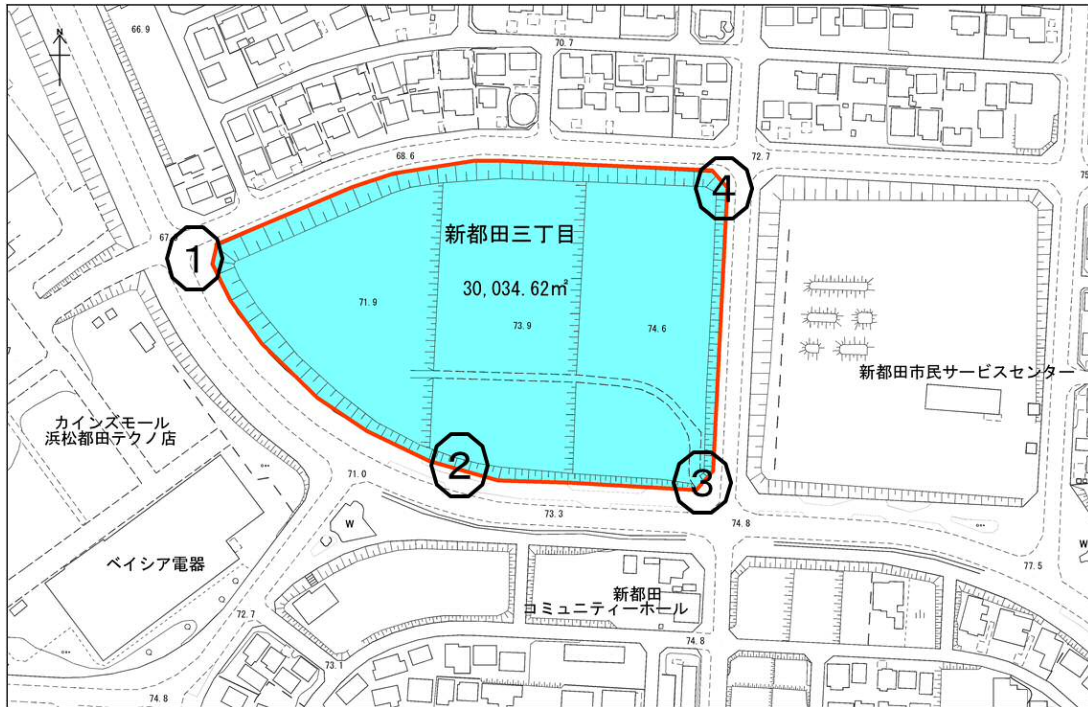 66.9
N
70.7
68.6
72.7
75
4
67.
1
新都田三丁目
30,034.62㎡
71.9
73.9
74.6
新都田市民サービスセンター
カインズモール
浜松都田テクノ店
2
3
71.0
73.3
74.8
W
W
77.5
ベイシア電器
新都田
コミュニティーホール
72.7
73.1
74.8
74.8